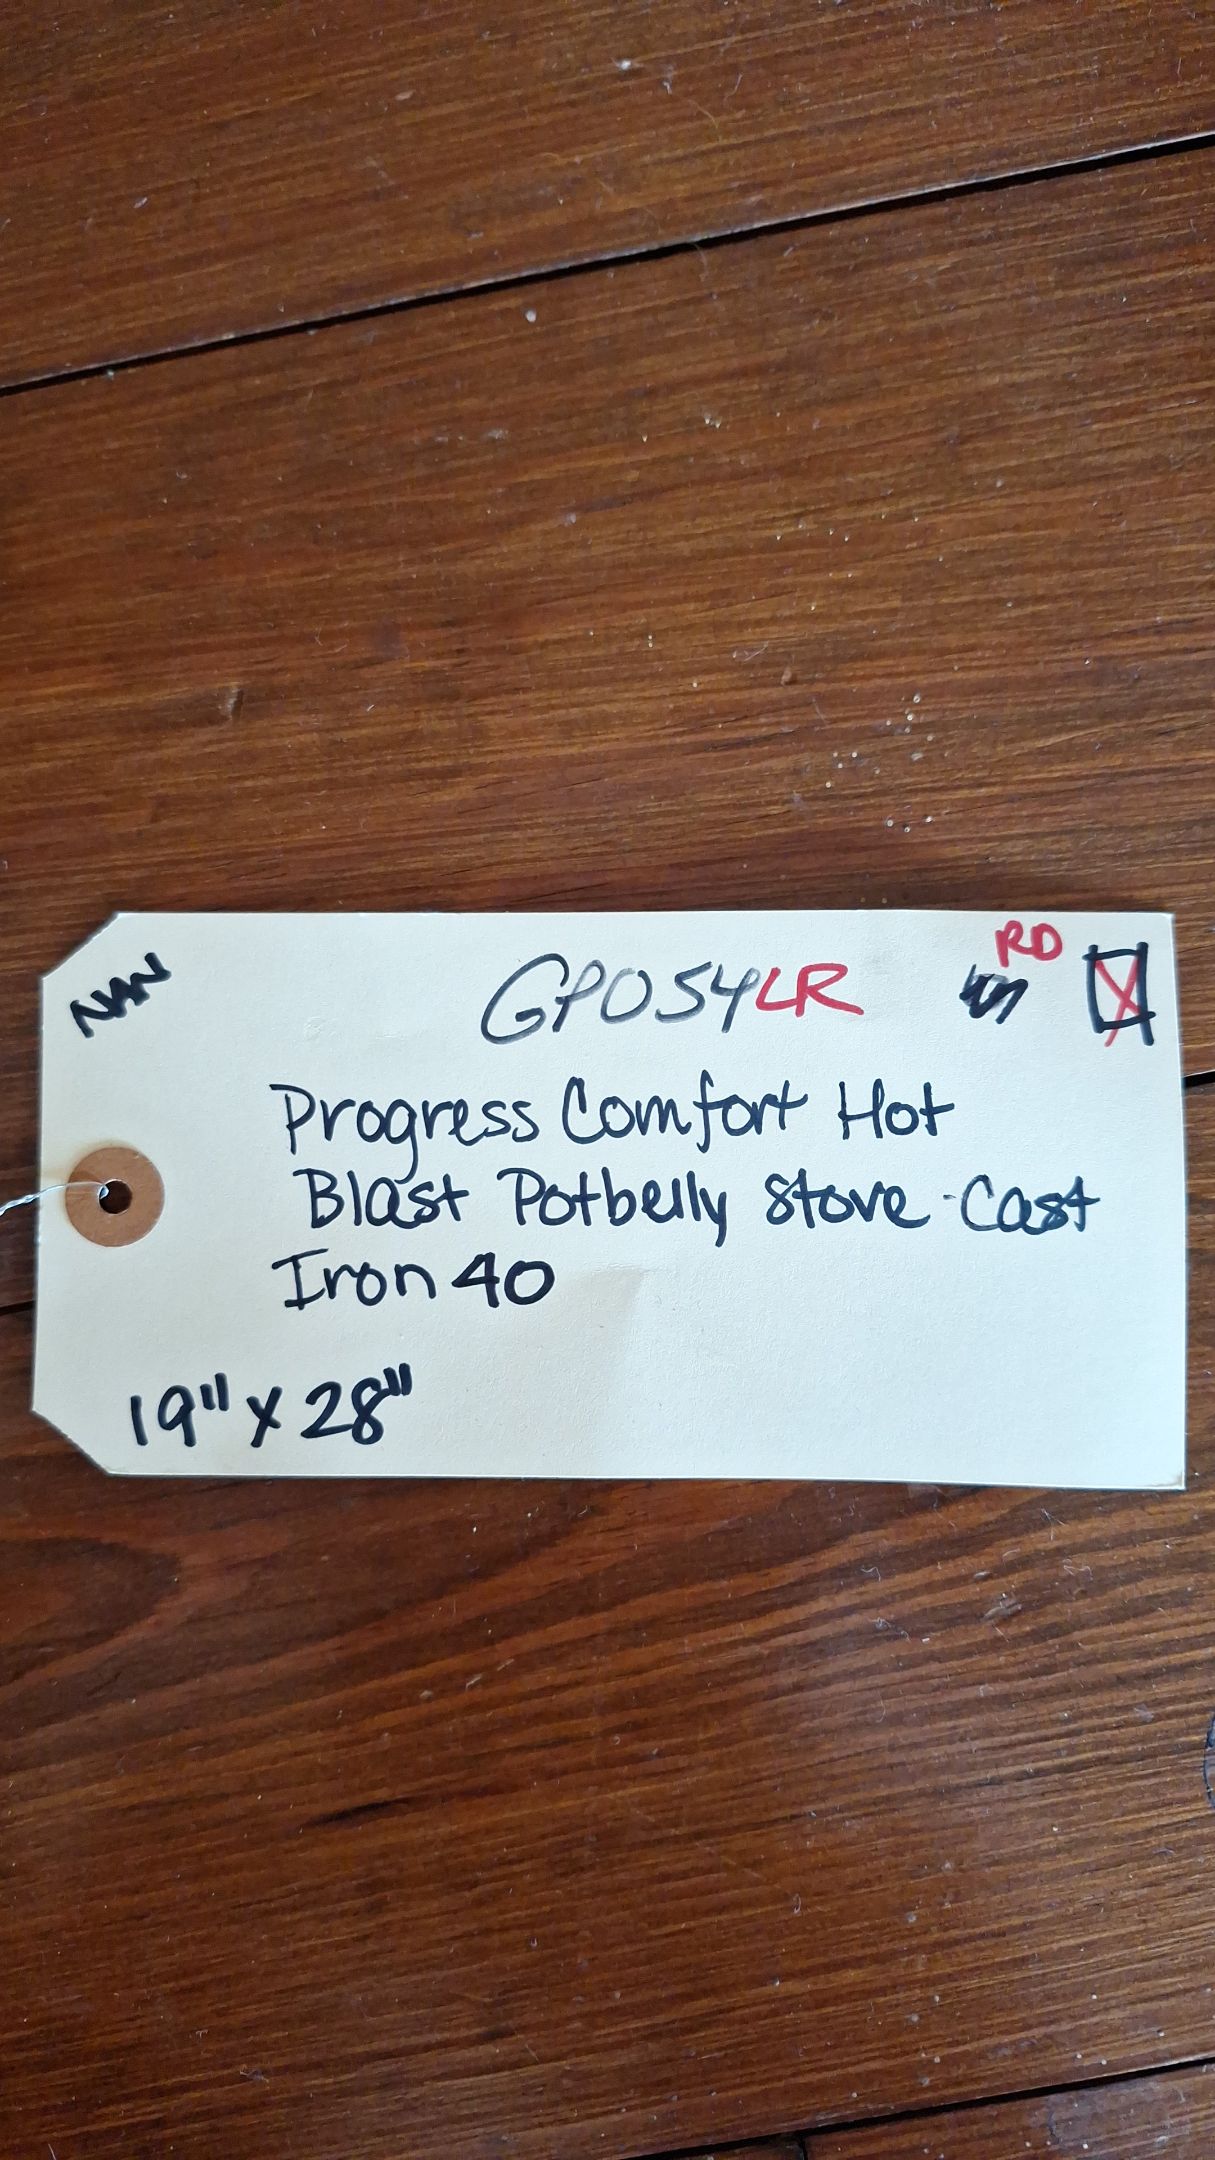 NAN
GP054LR
RD
X
Progress Comfort Hot
Blast Potbelly Stove - Cast
Iron 40
19" x 28"